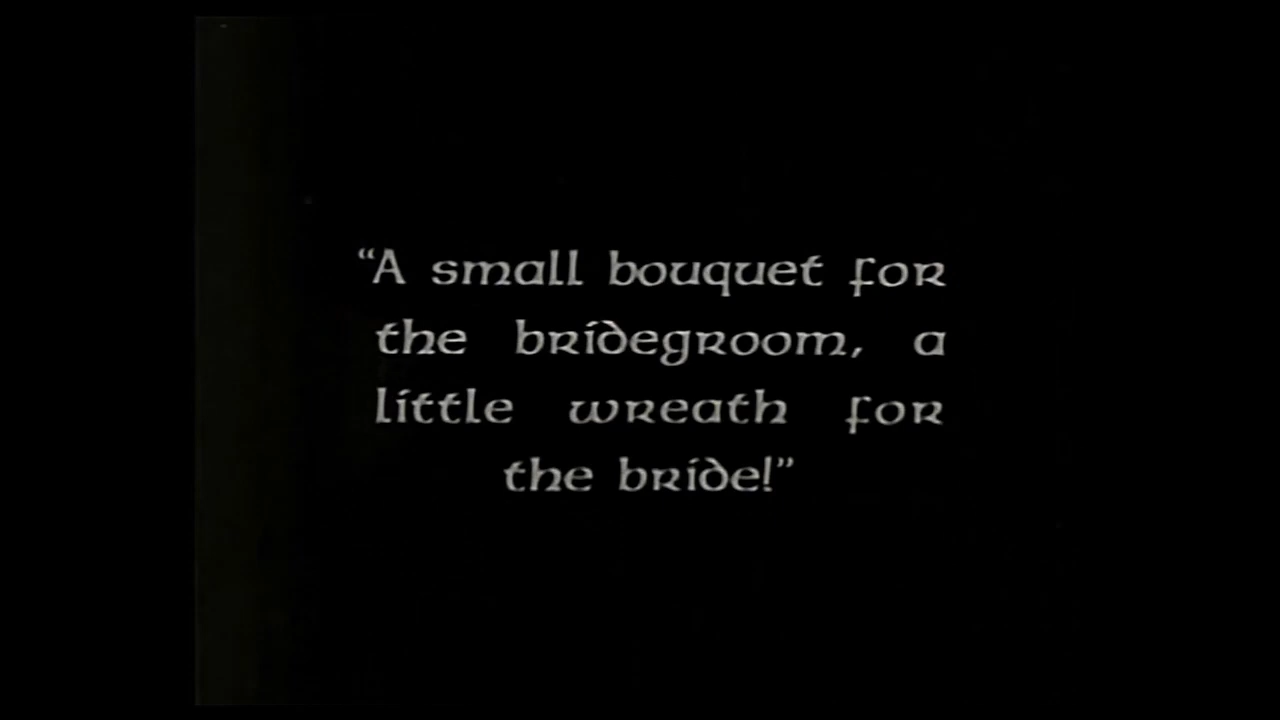 “A small bouquet for
the bridegroom, a
little wreath for
the bride!”